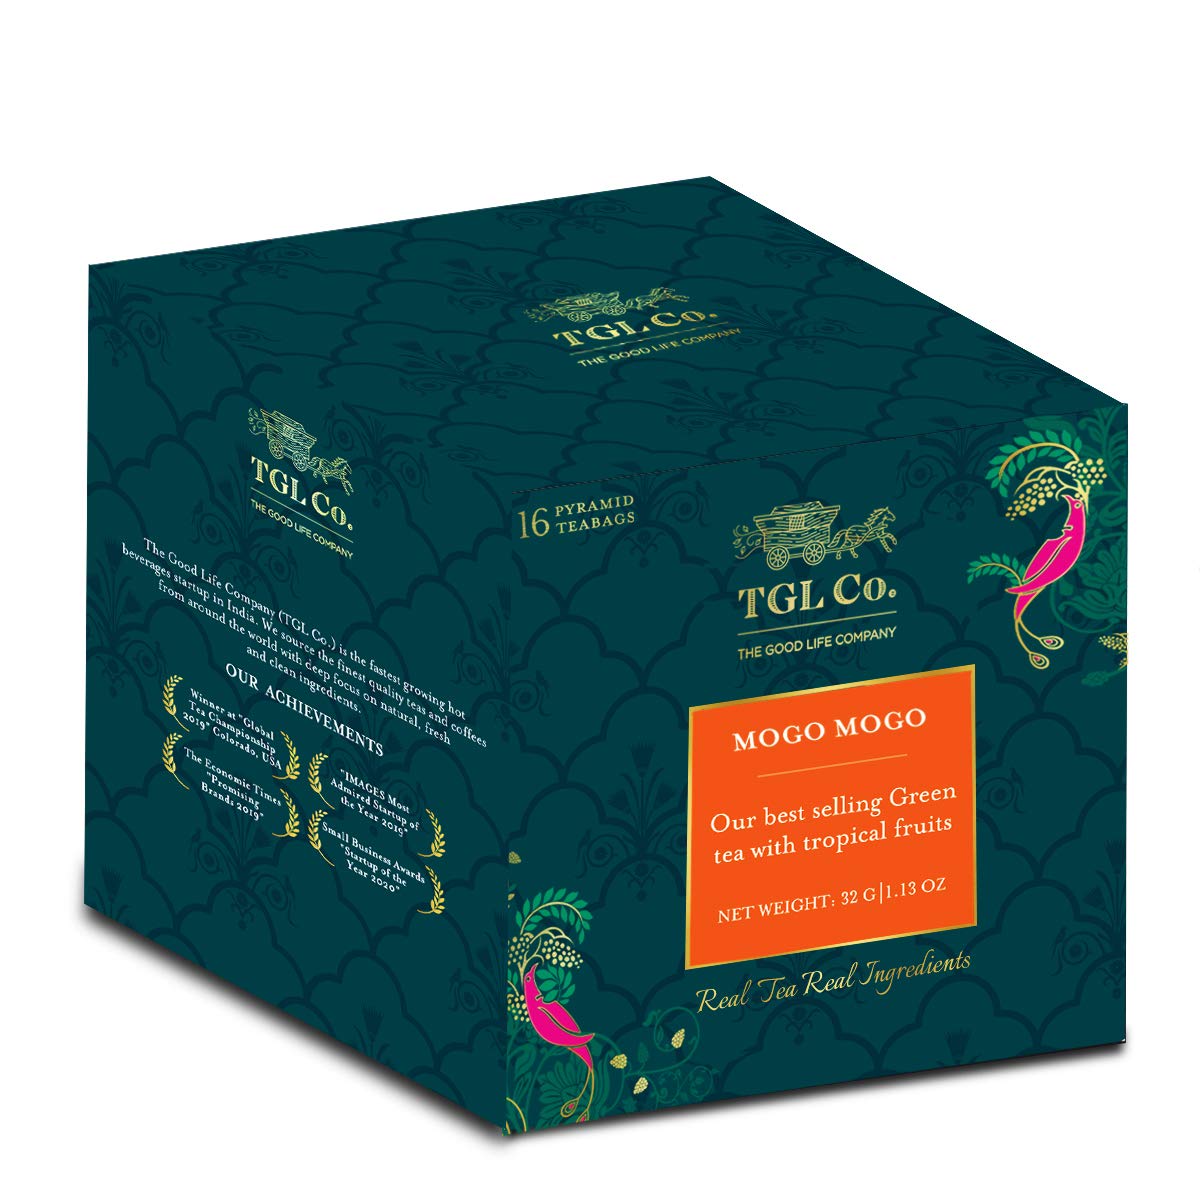 TGL Co.
THE GOOD LIFE COMPANY
TGL Co.
THE GOOD LIFE COMPANY
The Good Life Company (TGL Co.) is the fastest growing hot
beverages startup in India. We source the finest quality teas and coffees
from around the world with deep focus on natural, fresh
and clean ingredients.
OUR ACHIEVEMENTS
Winner at "Global
Tea Championship
2019" Colorado, USA
"IMAGES Most
Admired Startup of
the Year 2019"
The Economic Times
"Promising
Brands 2019"
Small Business Awards
"Startup of the
Year 2020"
16 PYRAMID
TEABAGS
TGL Co.
THE GOOD LIFE COMPANY
MOGO MOGO
Our best selling Green
tea with tropical fruits
NET WEIGHT: 32 G|1.13 OZ
Real Tea Real Ingredients